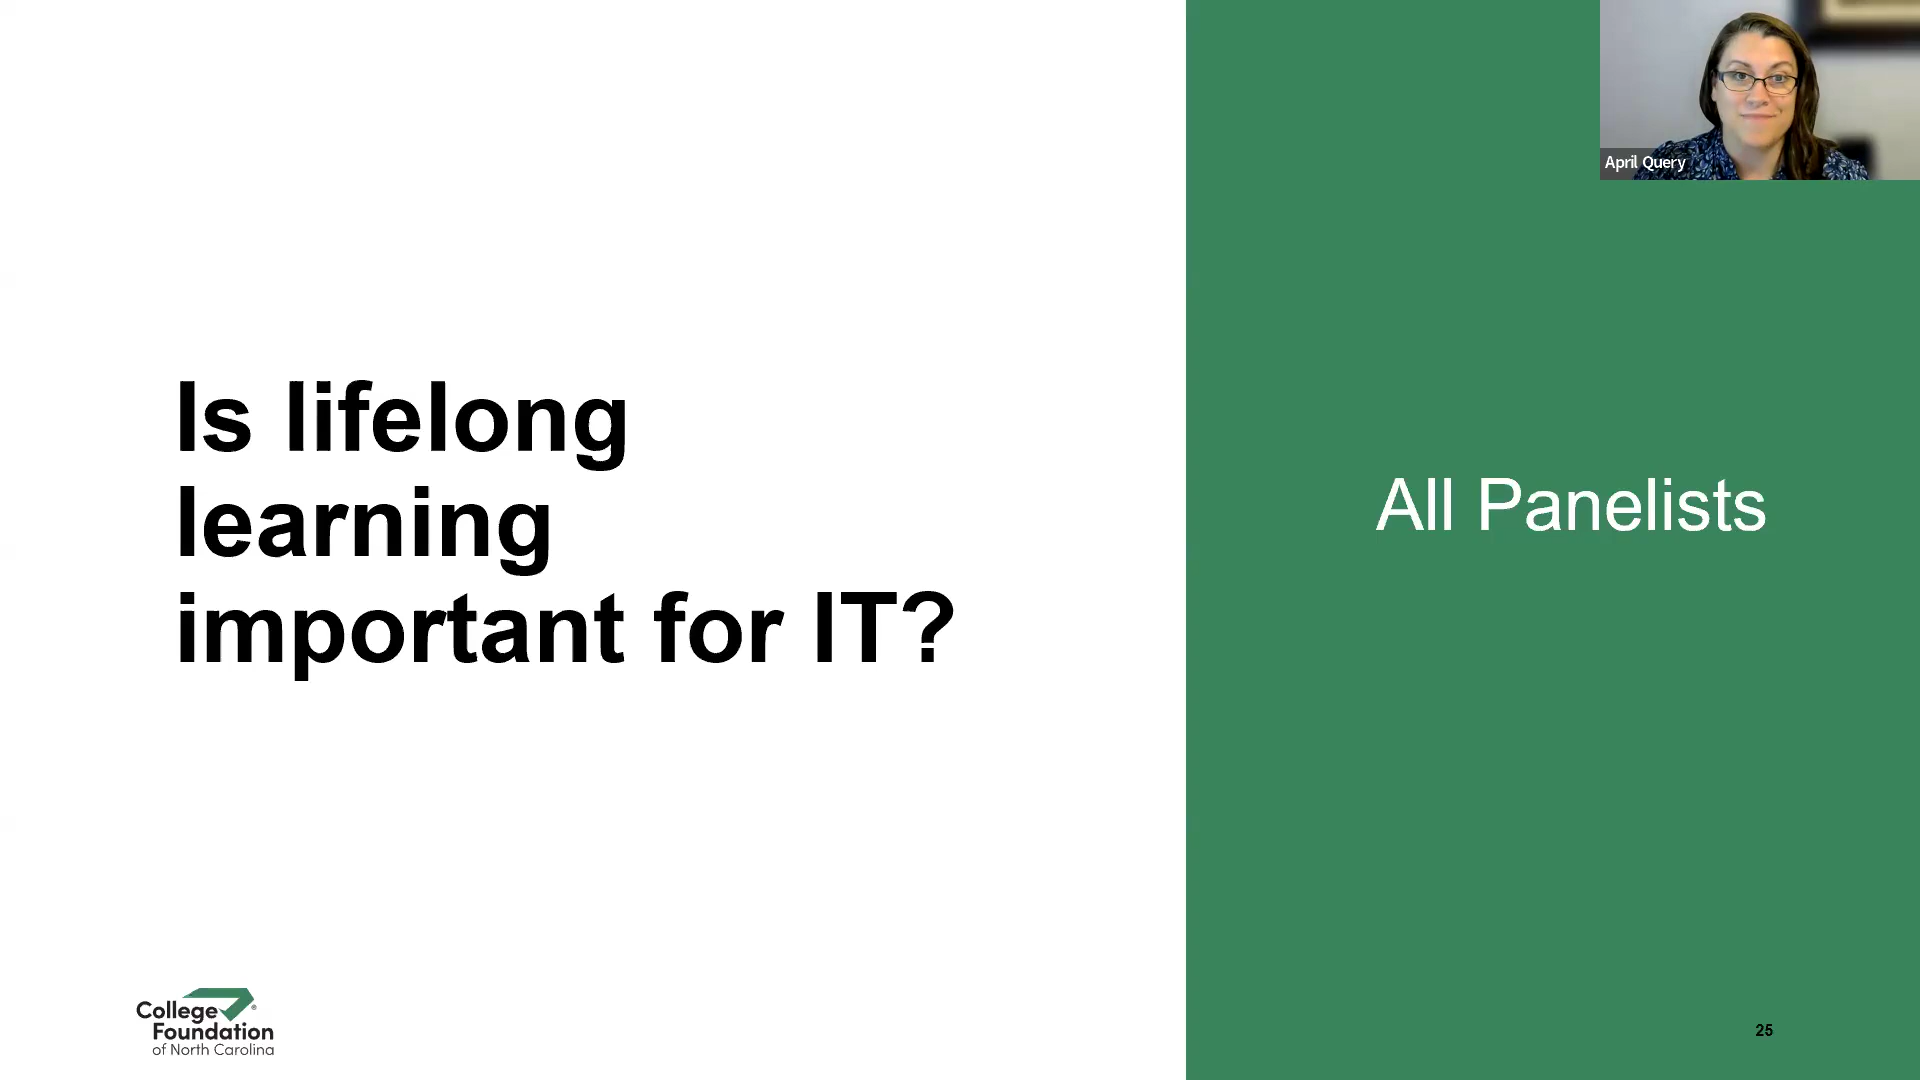 Is lifelong
learning
important for IT?
All Panelists
April Query
College
Foundation
of North Carolina
®
25